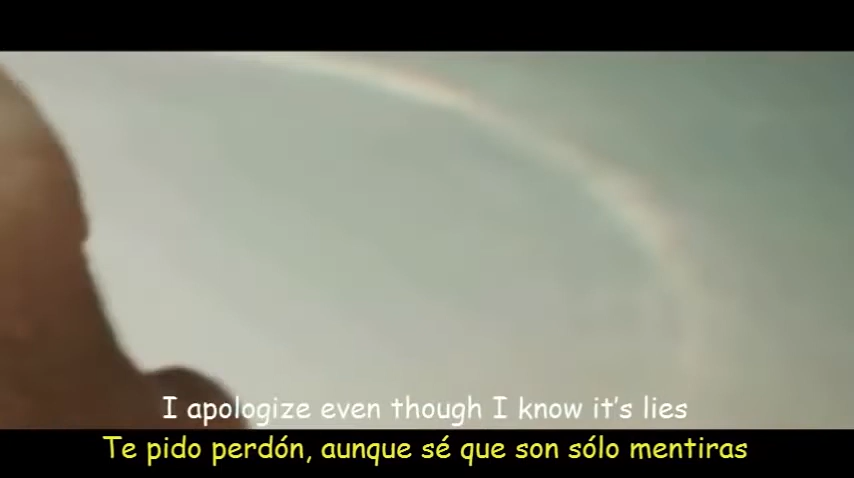 I apologize even though I know it's lies
Te pido perdón, aunque sé que son sólo mentiras